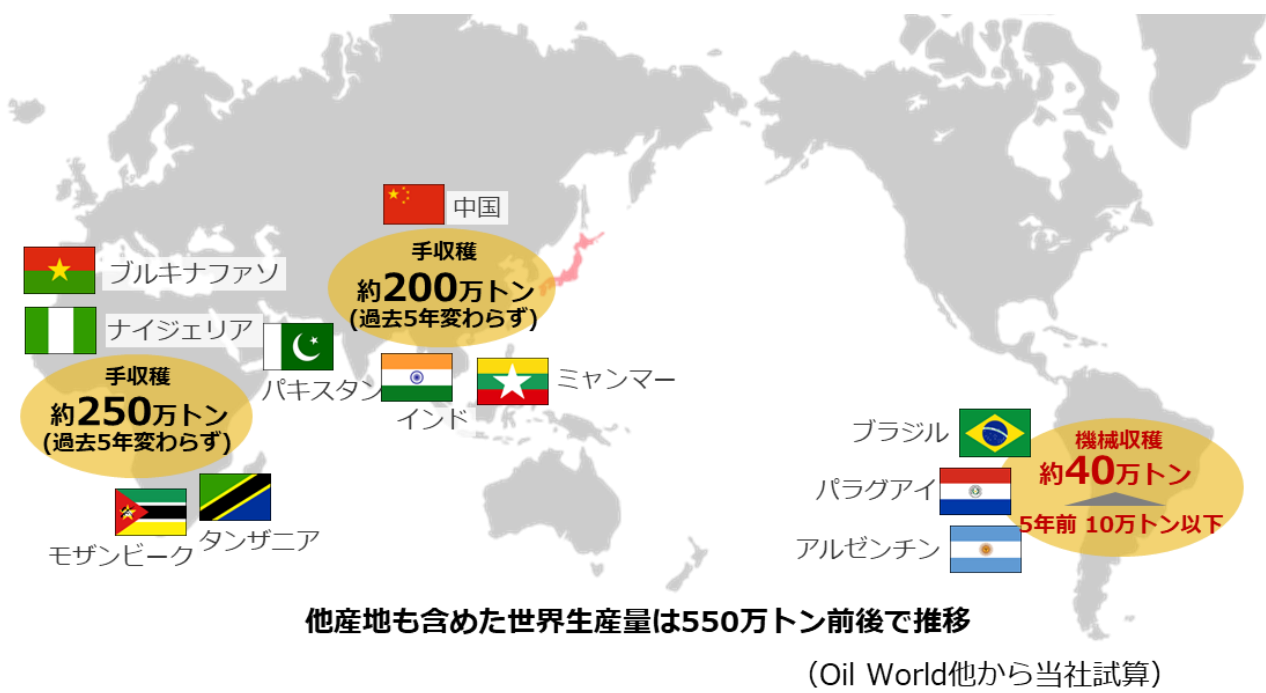 中国
手収穫
約200万トン
(過去5年変わらず)
ブルキナファソ
ナイジェリア
手収穫
約250万トン
(過去5年変わらず)
パキスタン
インド
ミャンマー
モザンビーク
タンザニア
ブラジル
パラグアイ
アルゼンチン
機械収穫
約40万トン
5年前 10万トン以下
他産地も含めた世界生産量は550万トン前後で推移
（Oil World他から当社試算）